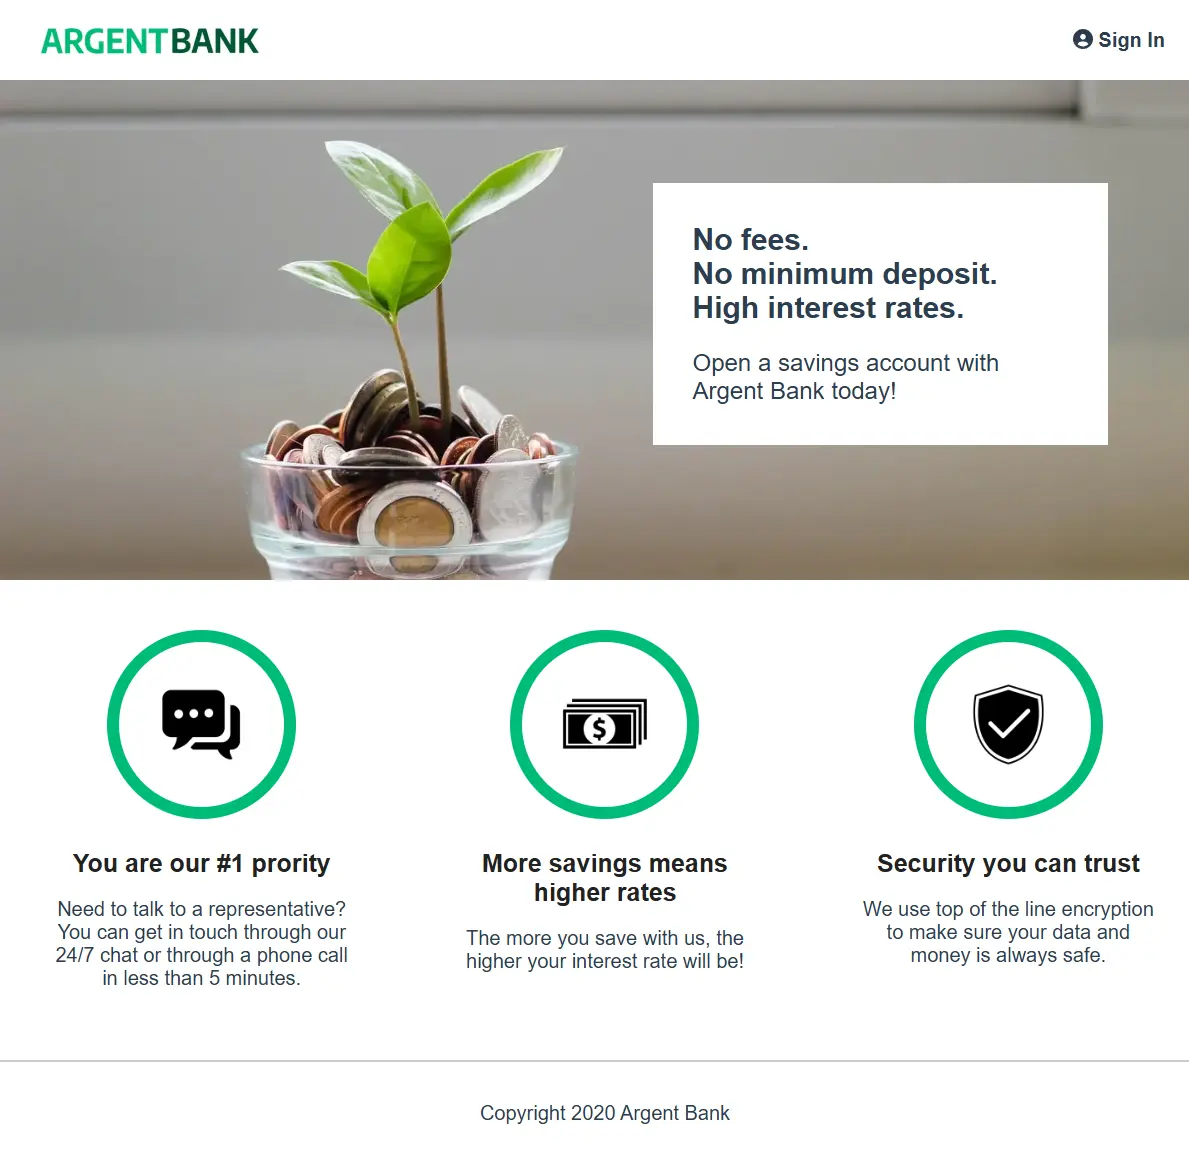 ARGENTBANK
Sign In
No fees.
No minimum deposit.
High interest rates.
Open a savings account with
Argent Bank today!
$
You are our #1 prority
Need to talk to a representative?
You can get in touch through our
24/7 chat or through a phone call
in less than 5 minutes.
More savings means
higher rates
The more you save with us, the
higher your interest rate will be!
Security you can trust
We use top of the line encryption
to make sure your data and
money is always safe.
Copyright 2020 Argent Bank